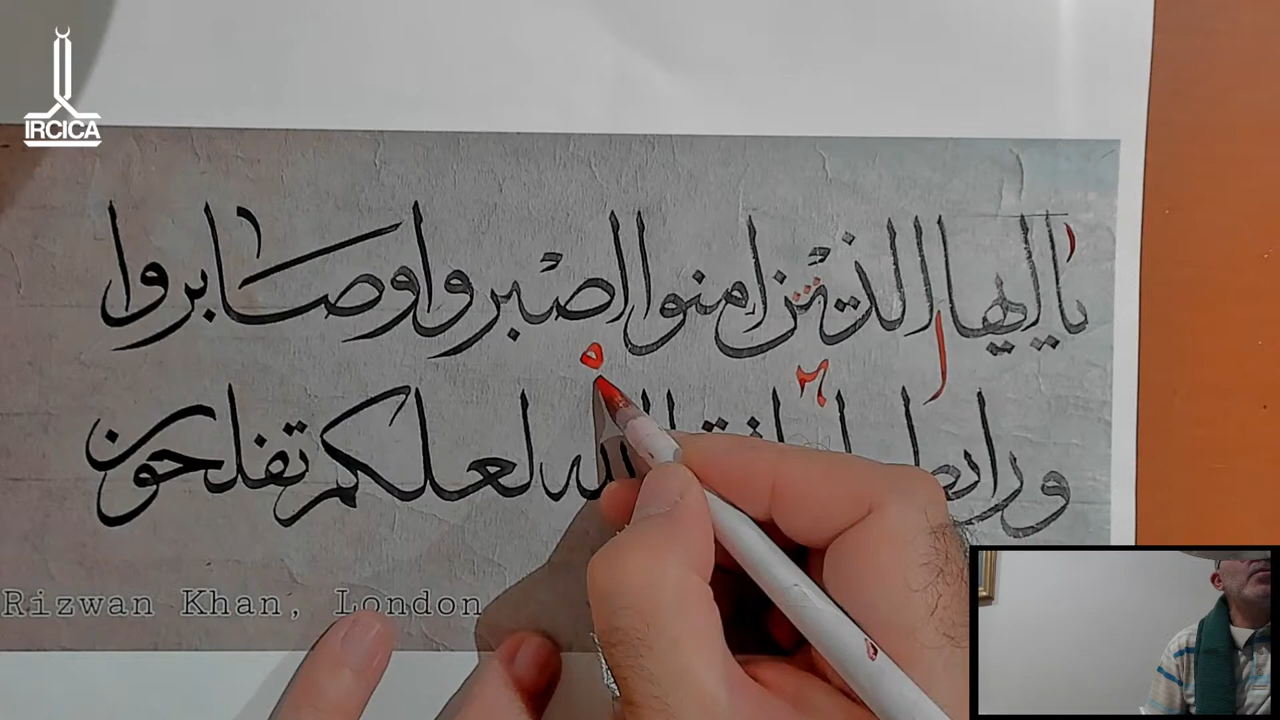 IRCICA
يا ايها الذين امنوا اصبروا وصابروا
الله لعلكم تفلحون
Rizwan Khan, London